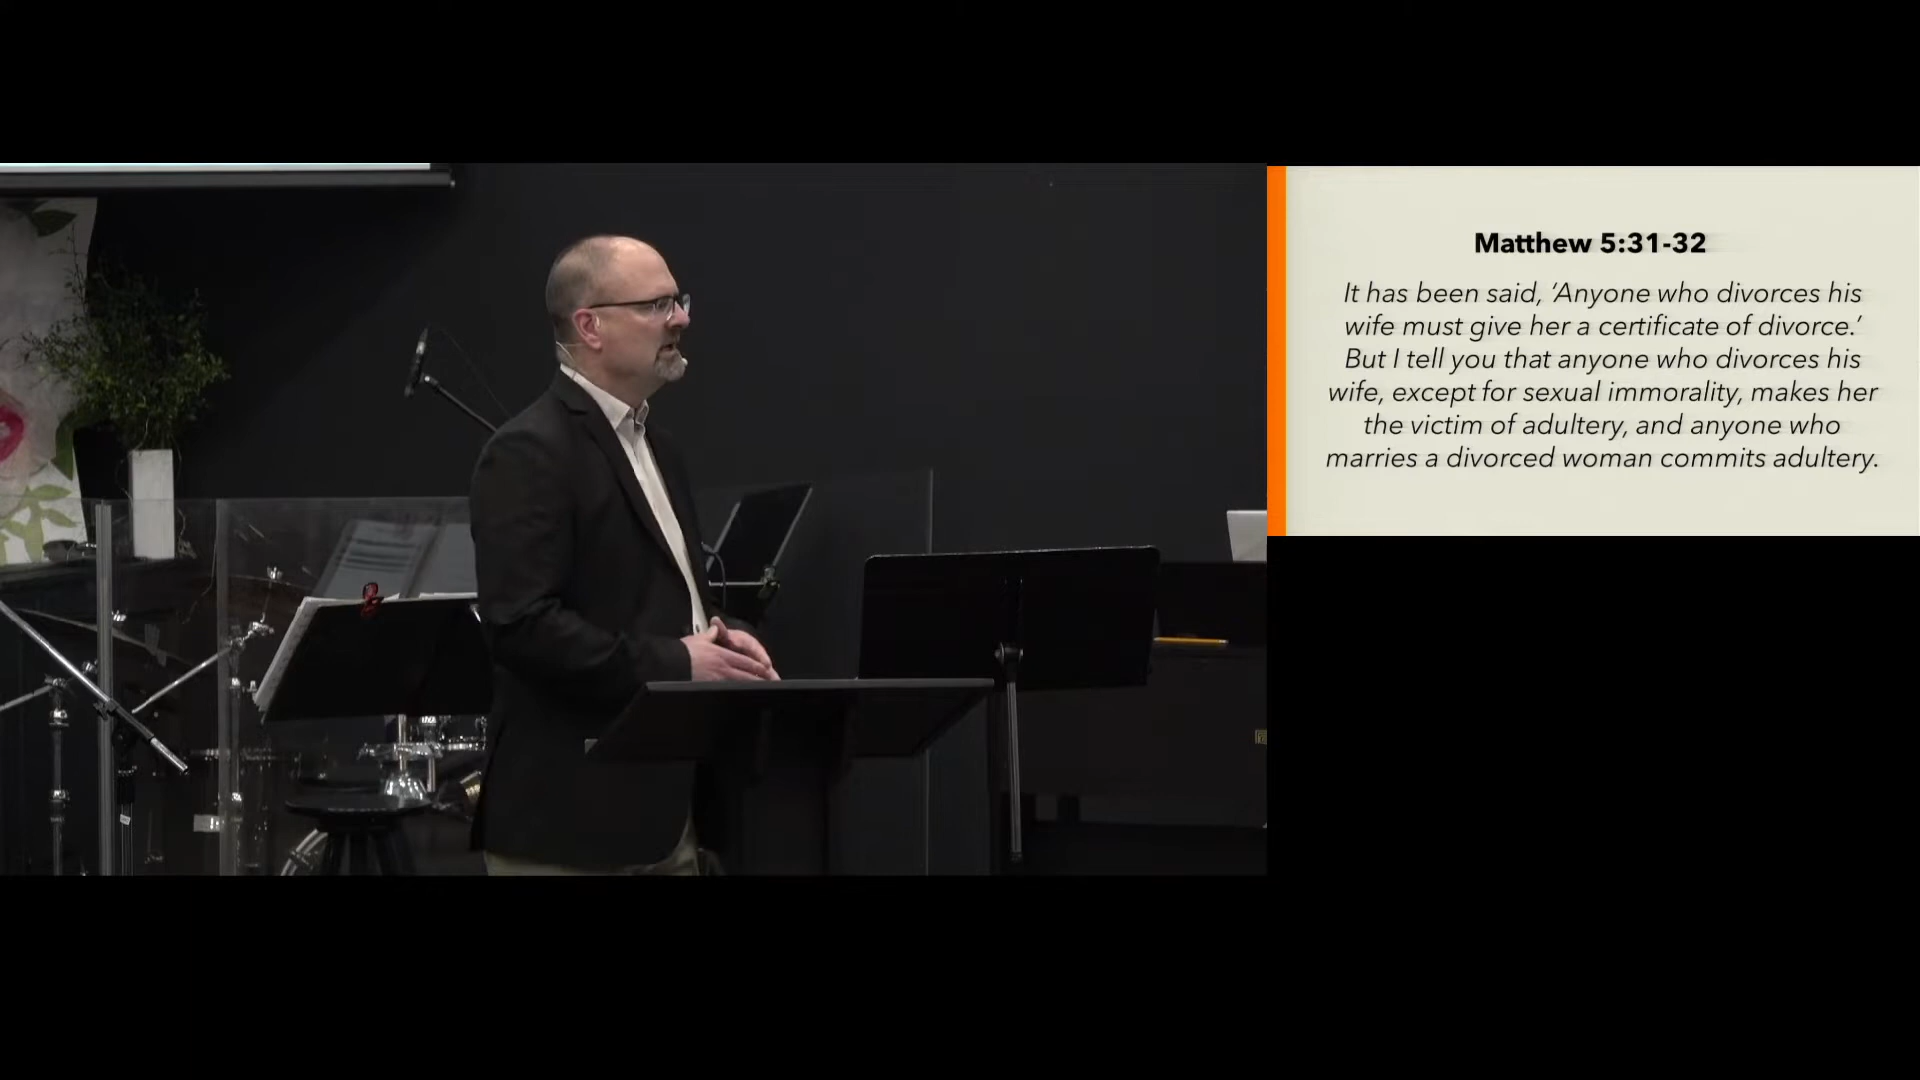 Matthew 5:31-32
It has been said, ‘Anyone who divorces his
wife must give her a certificate of divorce.’
But I tell you that anyone who divorces his
wife, except for sexual immorality, makes her
the victim of adultery, and anyone who
marries a divorced woman commits adultery.